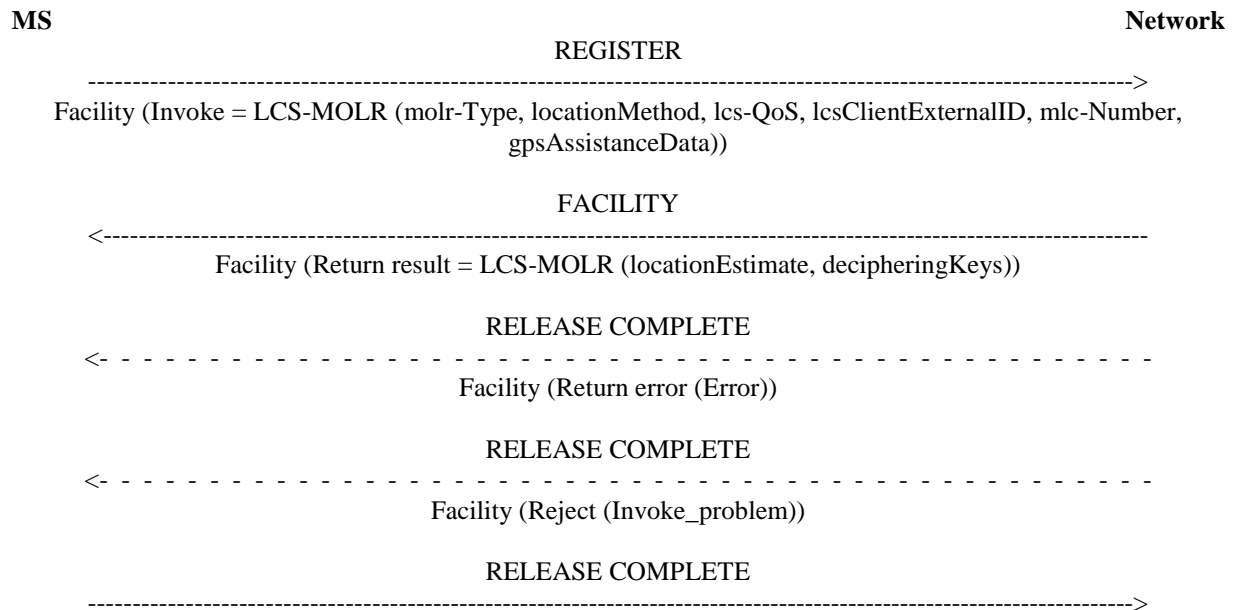 MS Network
REGISTER
-------------------------------------------------------------------------------------------------------------------->
Facility (Invoke = LCS-MOLR (molr-Type, locationMethod, lcs-QoS, lcsClientExternalID, mlc-Number,
gpsAssistanceData))
FACILITY
<--------------------------------------------------------------------------------------------------------------------
Facility (Return result = LCS-MOLR (locationEstimate, decipheringKeys))
RELEASE COMPLETE
<- - - - - - - - - - - - - - - - - - - - - - - - - - - - - - - - - - - - - - - - - - -
Facility (Return error (Error))
RELEASE COMPLETE
<- - - - - - - - - - - - - - - - - - - - - - - - - - - - - - - - - - - - - - - - - - -
Facility (Reject (Invoke_problem))
RELEASE COMPLETE
-------------------------------------------------------------------------------------------------------------------->